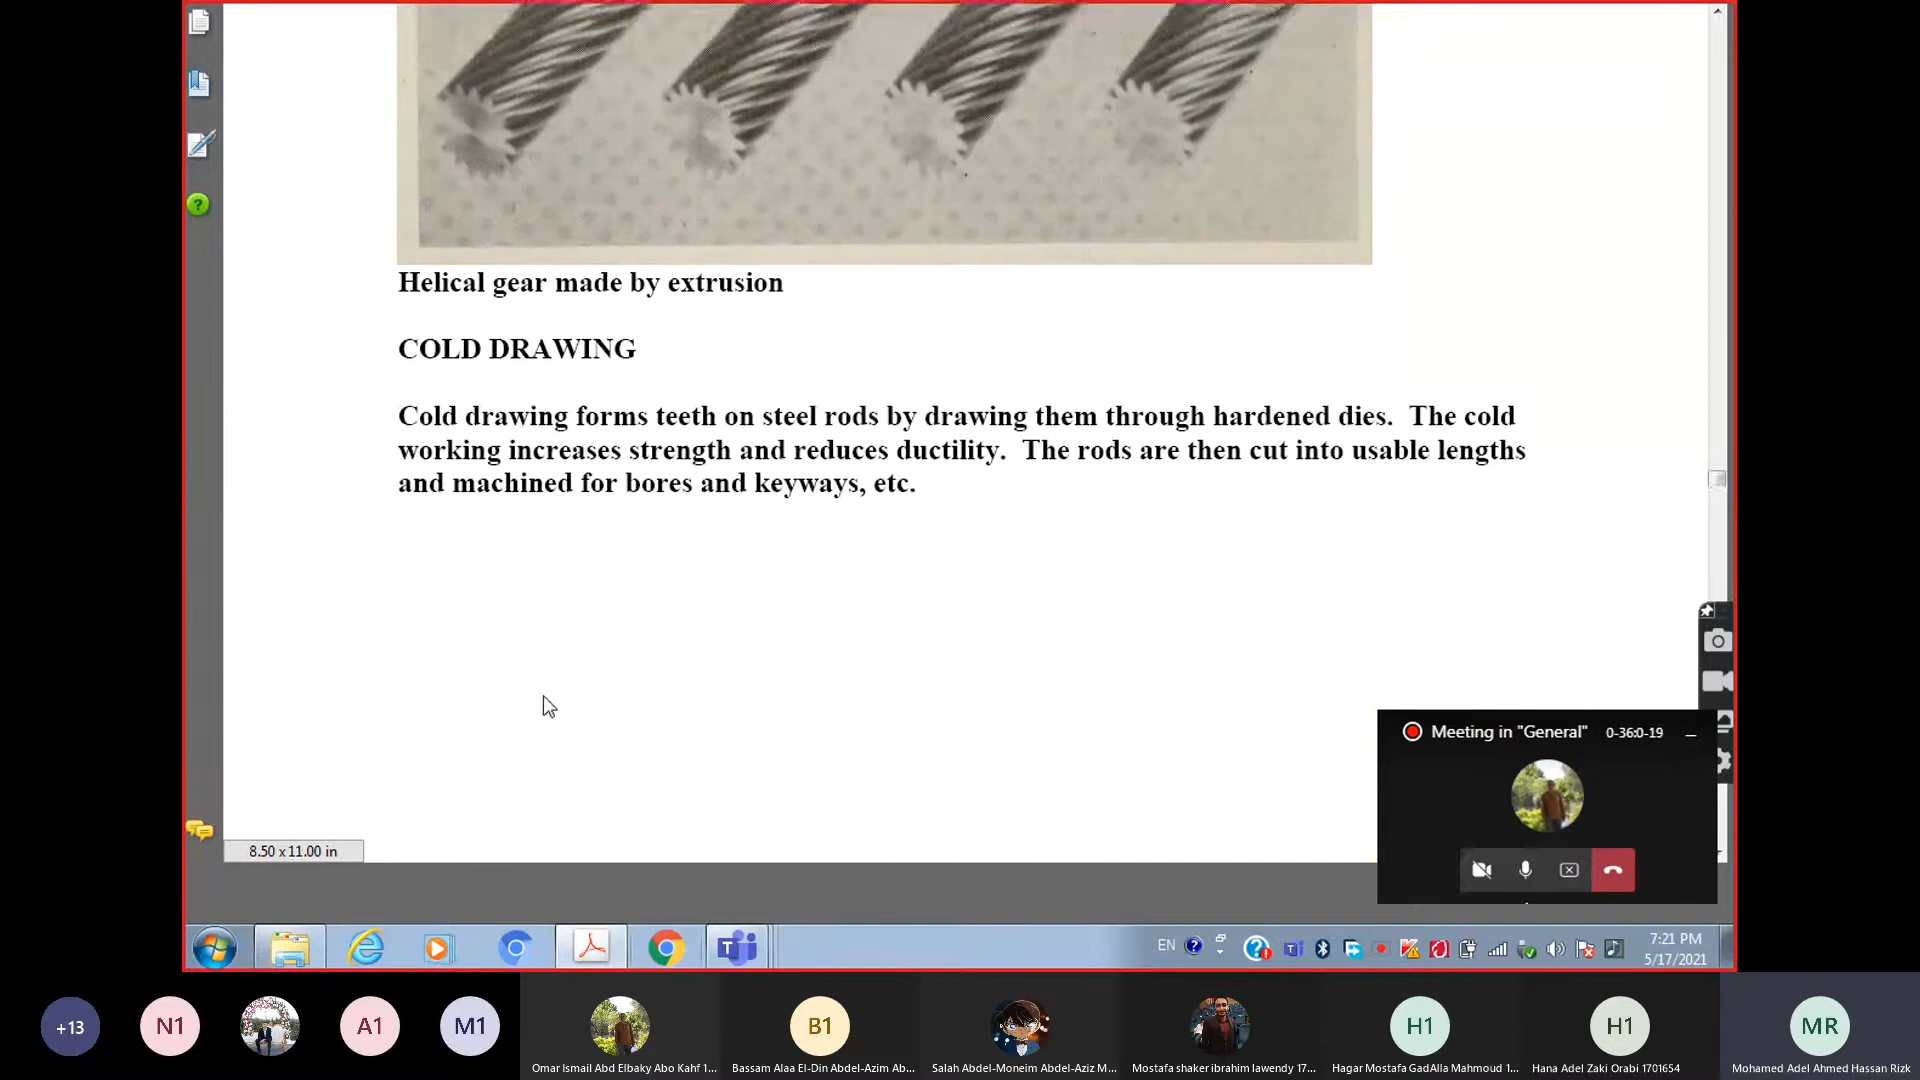 Helical gear made by extrusion
COLD DRAWING
Cold drawing forms teeth on steel rods by drawing them through hardened dies.  The cold
working increases strength and reduces ductility.  The rods are then cut into usable lengths
and machined for bores and keyways, etc.
Meeting in "General" 0-36:0-19
8.50 x 11.00 in
EN
7:21 PM
5/17/2021
+13
N1
A1
M1
B1
H1
H1
MR
Omar Ismail Abd Elbaky Abo Kahf 1...
Bassam Alaa El-Din Abdel-Azim Ab...
Salah Abdel-Moneim Abdel-Aziz M...
Mostafa shaker ibrahim lawendy 17...
Hagar Mostafa GadAlla Mahmoud 1...
Hana Adel Zaki Orabi 1701654
Mohamed Adel Ahmed Hassan Rizk